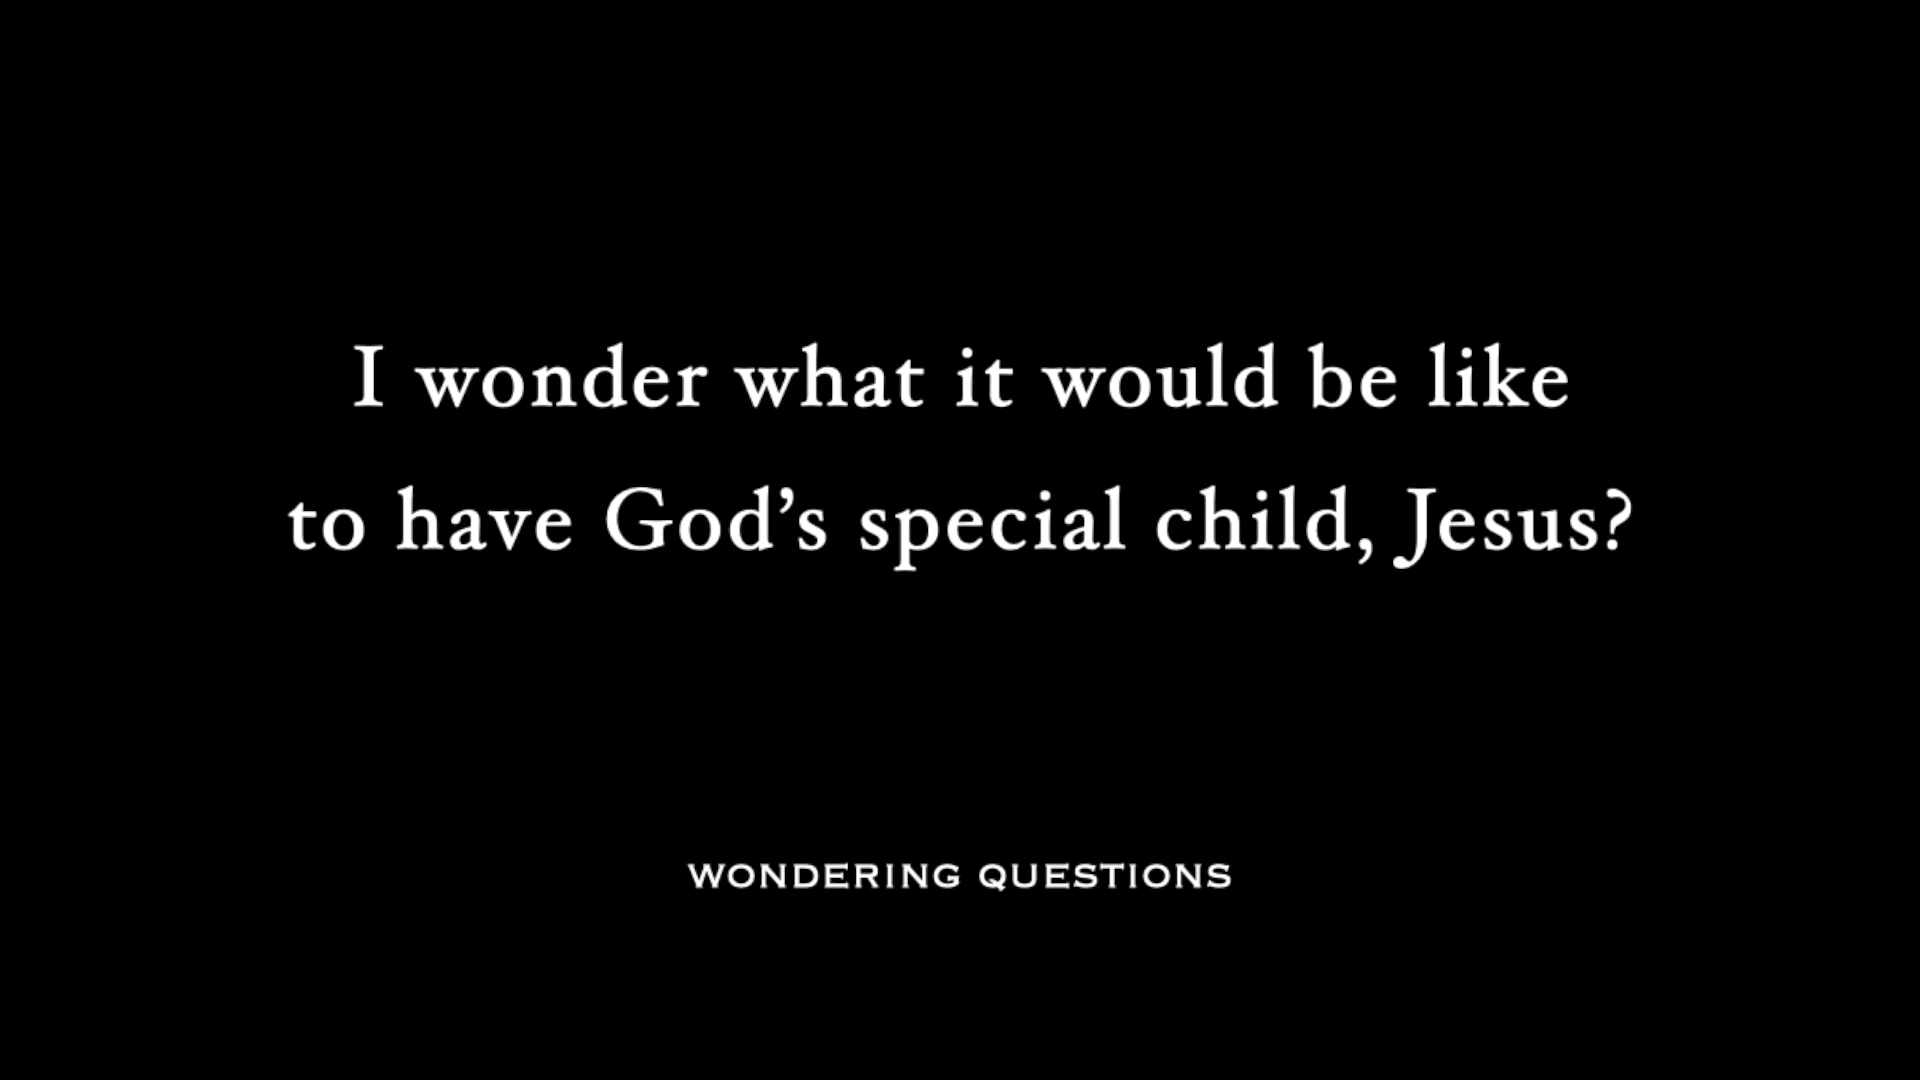 I wonder what it would be like
to have God’s special child, Jesus?
WONDERING QUESTIONS